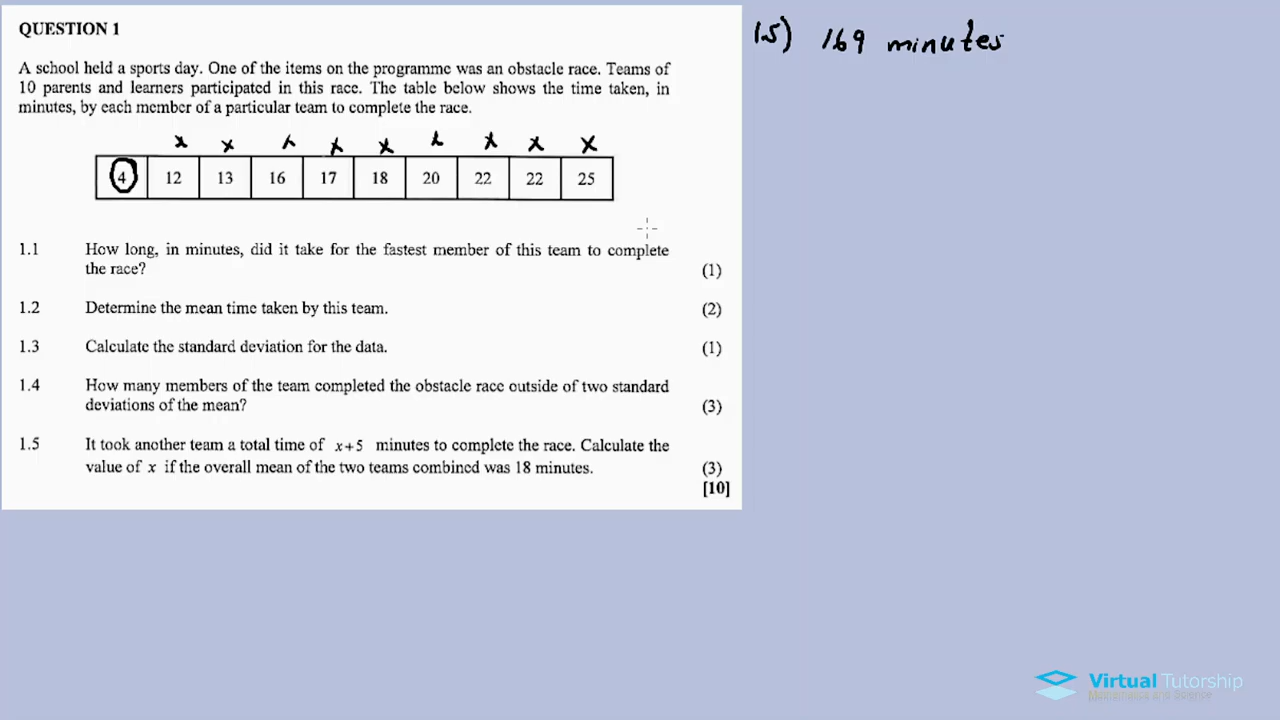 QUESTION 1
A school held a sports day. One of the items on the programme was an obstacle race. Teams of
10 parents and learners participated in this race. The table below shows the time taken, in
minutes, by each member of a particular team to complete the race.
x x x x x x x x x
4 12 13 16 17 18 20 22 22 25
1.1 How long, in minutes, did it take for the fastest member of this team to complete
the race? (1)
1.2 Determine the mean time taken by this team. (2)
1.3 Calculate the standard deviation for the data. (1)
1.4 How many members of the team completed the obstacle race outside of two standard
deviations of the mean? (3)
1.5 It took another team a total time of x+5 minutes to complete the race. Calculate the
value of x if the overall mean of the two teams combined was 18 minutes. (3)
[10]
1.5) 169 minutes
Virtual Tutorship
Mathematics and Science